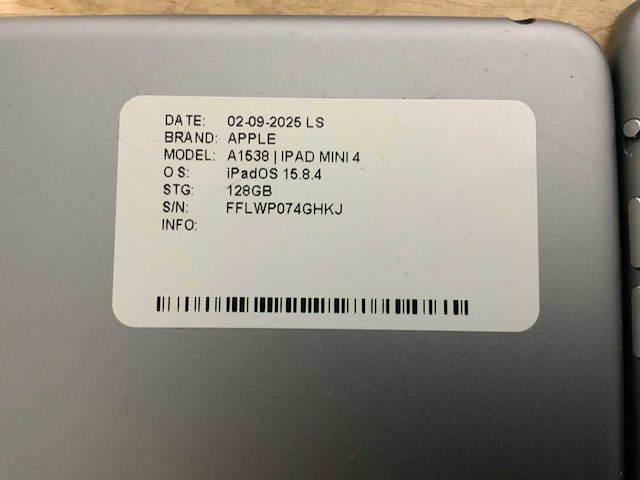 DATE: 02-09-2025 LS
BRAND: APPLE
MODEL: A1538 | IPAD MINI 4
OS: iPadOS 15.8.4
STG: 128GB
S/N: FFLWP074GHKJ
INFO: